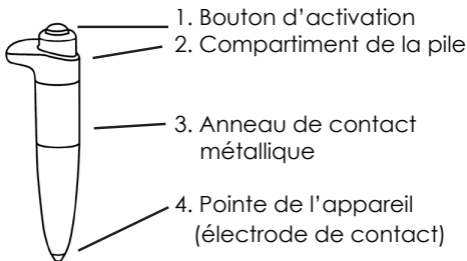 1. Bouton d’activation
2. Compartiment de la pile
3. Anneau de contact
métallique
4. Pointe de l’appareil
(électrode de contact)